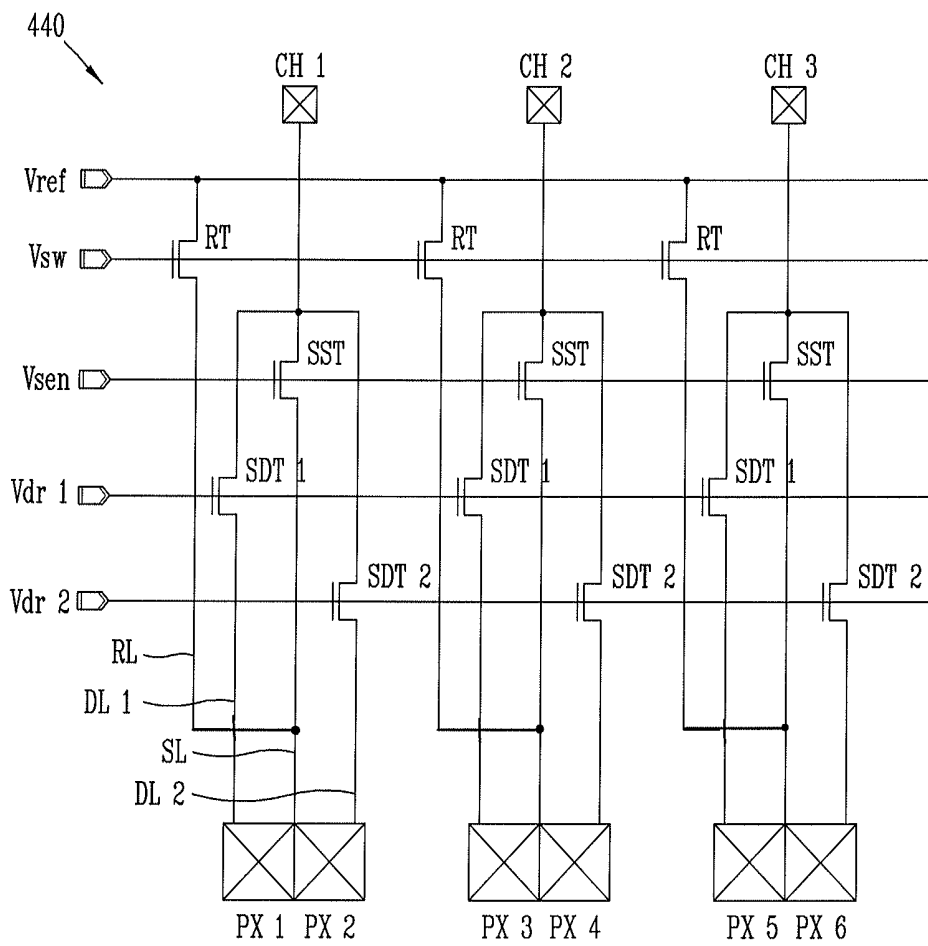 440
CH 1 CH 2 CH 3
Vref
RT RT RT
Vsw
SST SST SST
Vsen
SDT 1 SDT 1 SDT 1
Vdr 1
SDT 2 SDT 2 SDT 2
Vdr 2
RL
DL 1
SL
DL 2
PX 1 PX 2 PX 3 PX 4 PX 5 PX 6